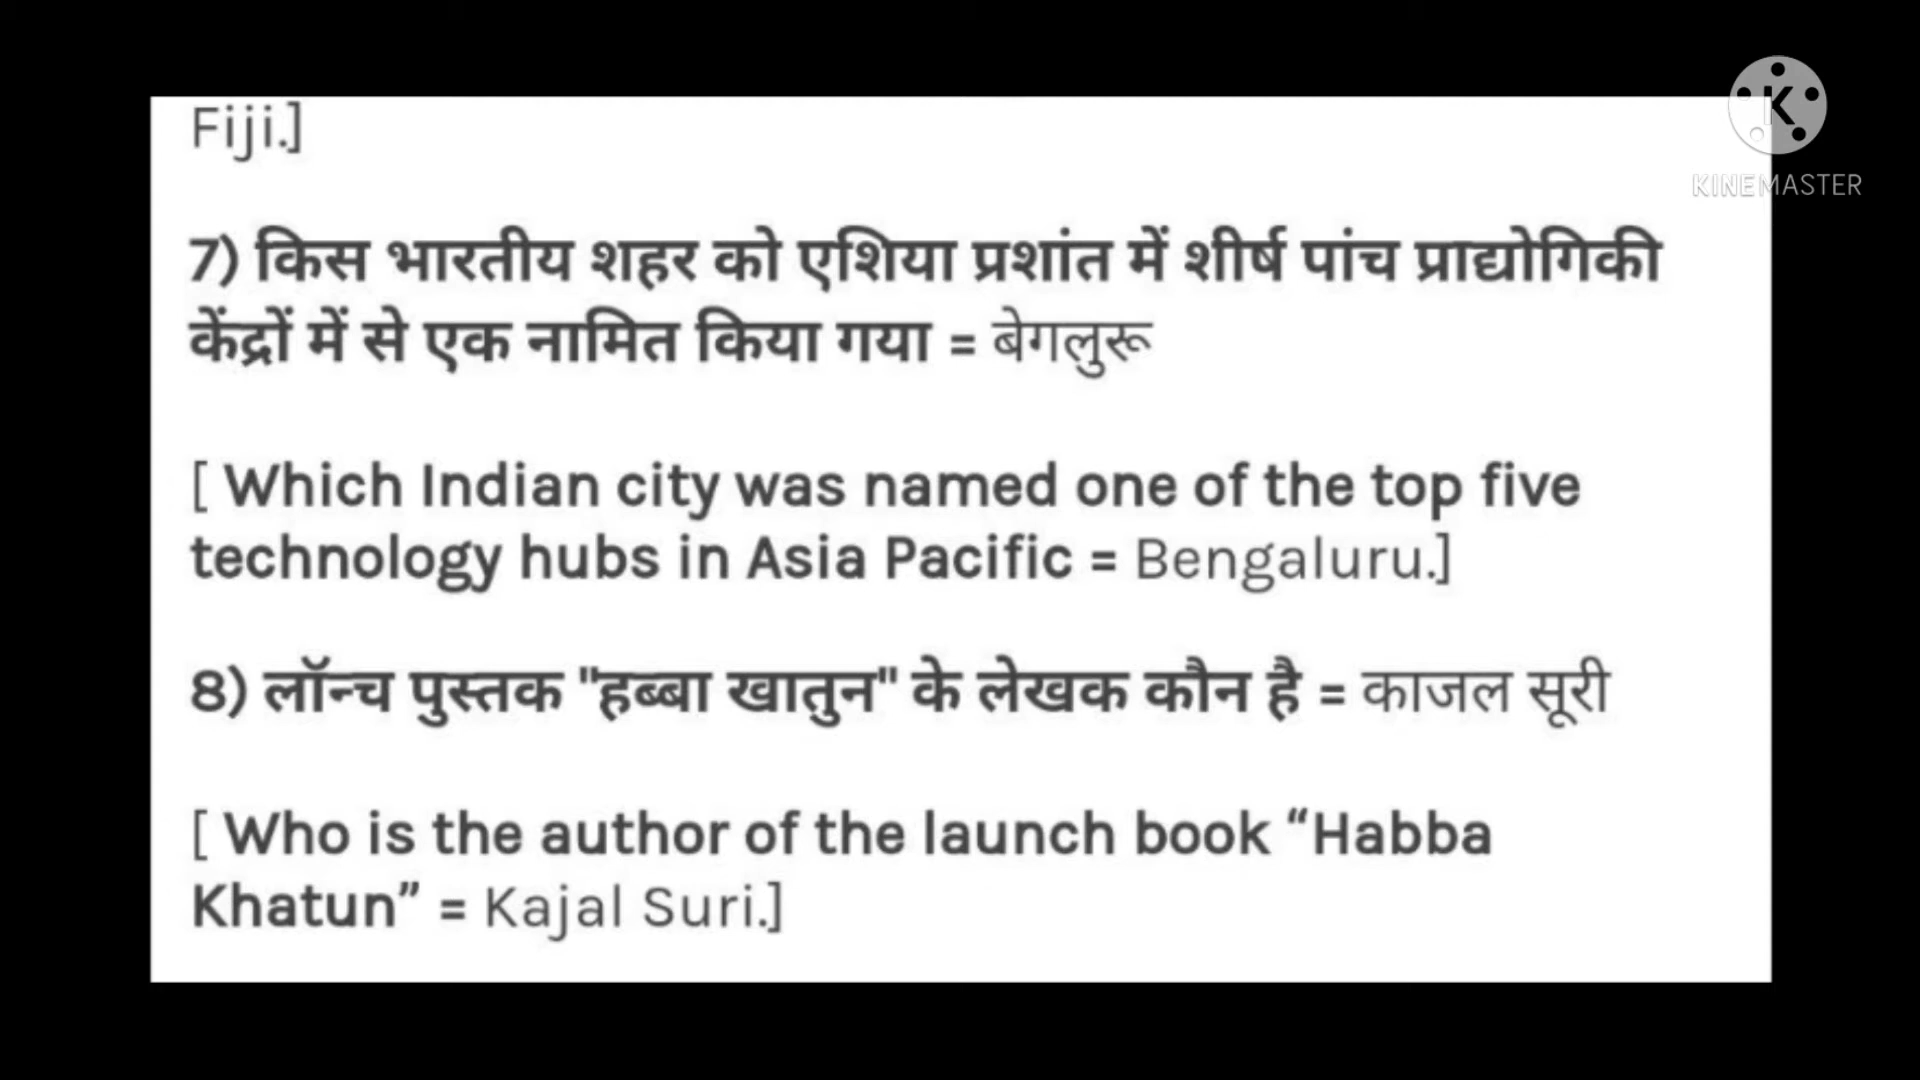 Fiji.]
K
KINEMASTER
7) किस भारतीय शहर को एशिया प्रशांत में शीर्ष पांच प्राद्योगिकी
केंद्रों में से एक नामित किया गया = बेगलुरू
[ Which Indian city was named one of the top five
technology hubs in Asia Pacific = Bengaluru.]
8) लॉन्च पुस्तक "हब्बा खातुन" के लेखक कौन है = काजल सूरी
[ Who is the author of the launch book “Habba
Khatun” = Kajal Suri.]